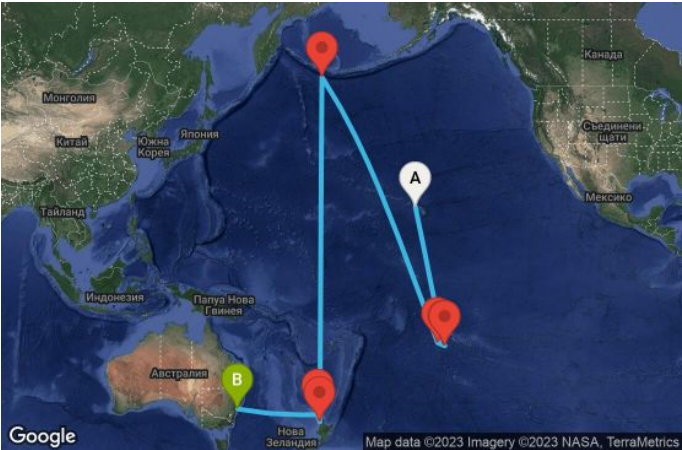 Канада
Монголия
Китай
Южна
Корея
Япония
Съединени
щати
A
Мексико
Тайланд
Индонезия
Папуа Нова
Гвинея
Австралия
B
Нова
Зеландия
Google
Map data ©2023 Imagery ©2023 NASA, TerraMetrics